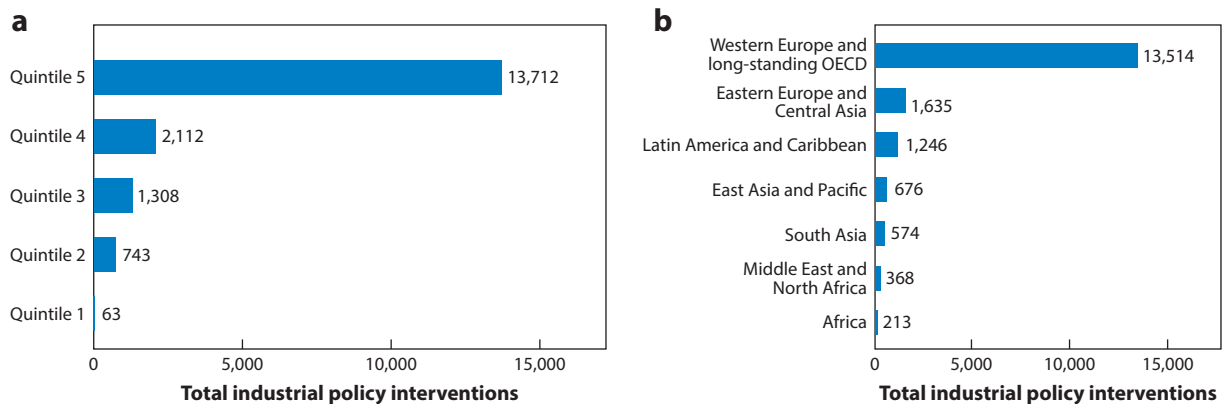 a
Quintile 5
13,712
Quintile 4
2,112
Quintile 3
1,308
Quintile 2
743
Quintile 1
63
0
5,000
10,000
15,000
Total industrial policy interventions
b
Western Europe and
long-standing OECD
13,514
Eastern Europe and
Central Asia
1,635
Latin America and Caribbean
1,246
East Asia and Pacific
676
South Asia
574
Middle East and
North Africa
368
Africa
213
0
5,000
10,000
15,000
Total industrial policy interventions